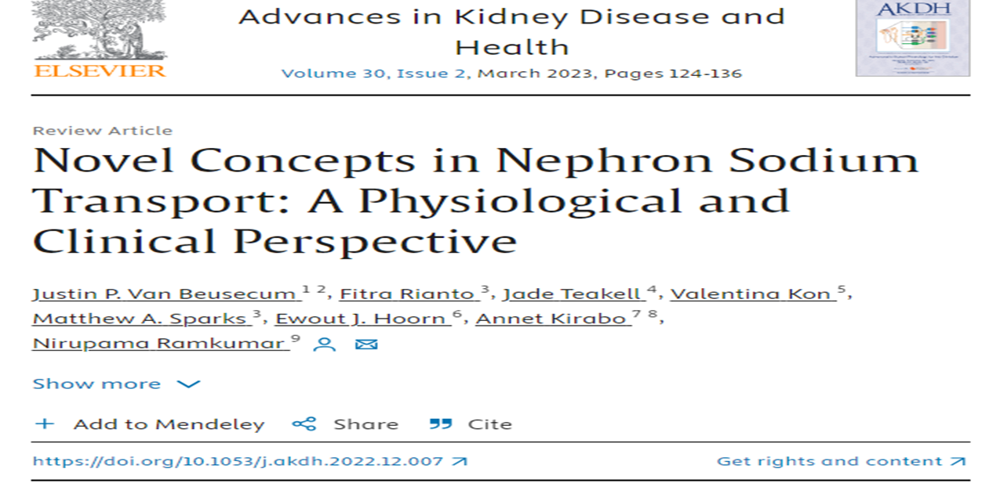 Advances in Kidney Disease and
Health
Volume 30, Issue 2, March 2023, Pages 124-136
ELSEVIER
AKDH
Review Article
Novel Concepts in Nephron Sodium
Transport: A Physiological and
Clinical Perspective
Justin P. Van Beusecum 1 2, Fitra Rianto 3, Jade Teakell 4, Valentina Kon 5,
Matthew A. Sparks 3, Ewout J. Hoorn 6, Annet Kirabo 7 8,
Nirupama Ramkumar 9
Show more
+ Add to Mendeley Share Cite
https://doi.org/10.1053/j.akdh.2022.12.007
Get rights and content